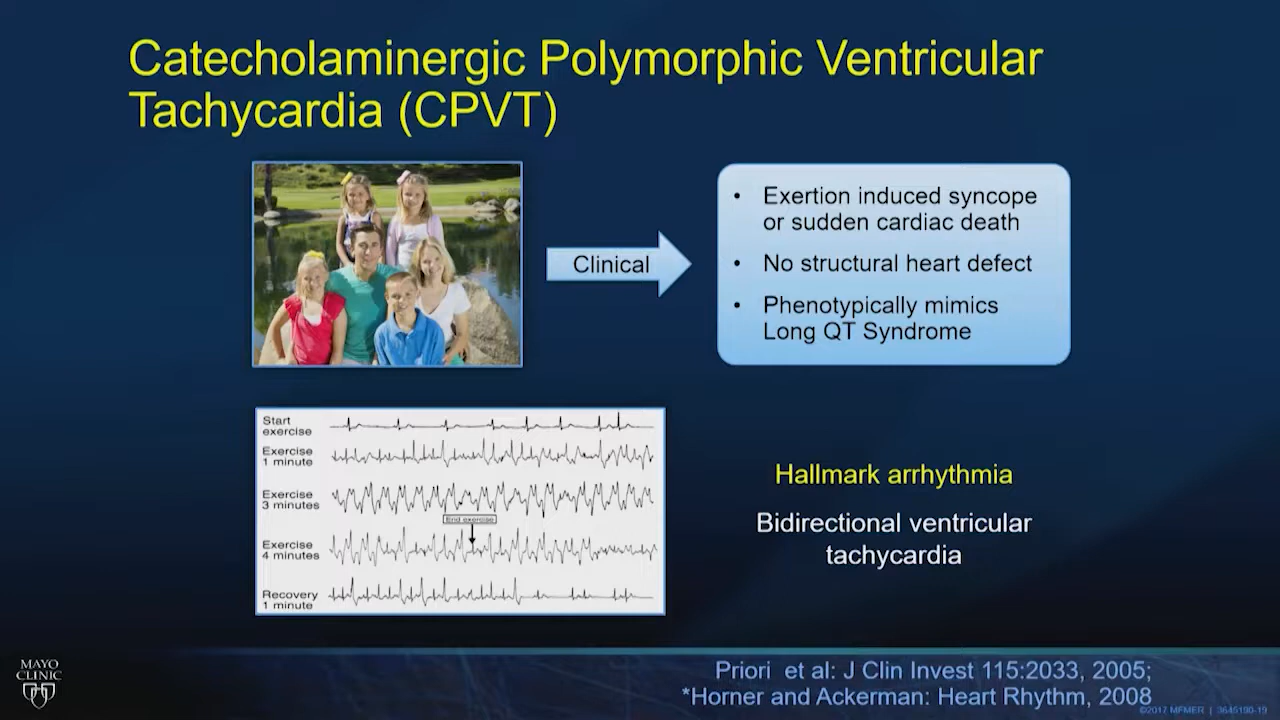 Catecholaminergic Polymorphic Ventricular
Tachycardia (CPVT)
Clinical
• Exertion induced syncope
or sudden cardiac death
• No structural heart defect
• Phenotypically mimics
Long QT Syndrome
Start
exercise
Exercise
1 minute
Exercise
3 minutes
End exercise
Exercise
4 minutes
Recovery
1 minute
Hallmark arrhythmia
Bidirectional ventricular
tachycardia
MAYO
CLINIC
Priori et al: J Clin Invest 115:2033, 2005;
*Horner and Ackerman: Heart Rhythm, 2008
©2017 MFMER | 3645190-19